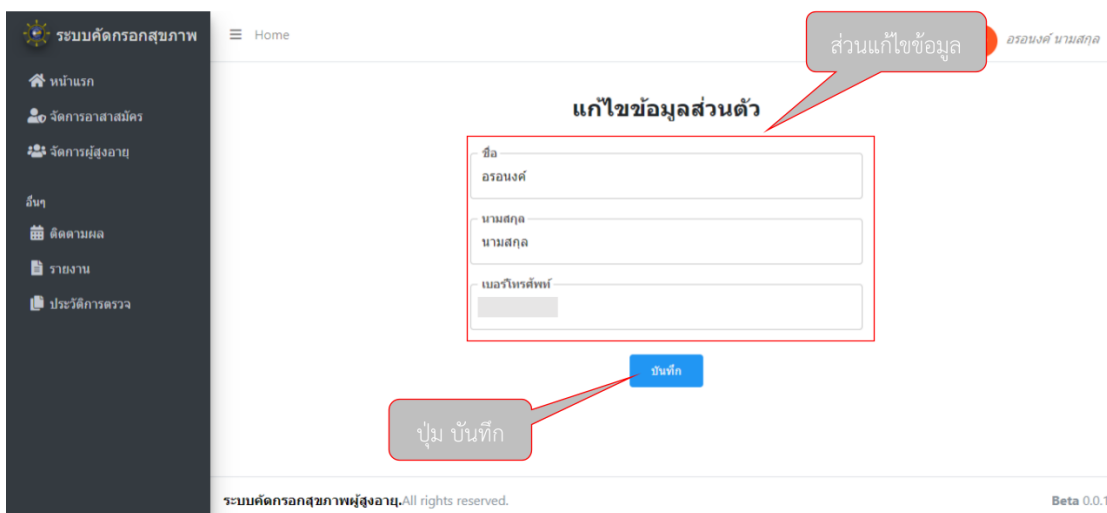 ระบบคัดกรอกสุขภาพ
Home
ส่วนแก้ไขข้อมูล
อรอนงค์ นามสกุล
หน้าแรก
จัดการอาสาสมัคร
จัดการผู้สูงอายุ
อื่นๆ
ติดตามผล
รายงาน
ประวัติการตรวจ
แก้ไขข้อมูลส่วนตัว
ชื่อ
อรอนงค์
นามสกุล
นามสกุล
เบอร์โทรศัพท์
บันทึก
ปุ่ม บันทึก
ระบบคัดกรอกสุขภาพผู้สูงอายุ.All rights reserved.
Beta 0.0.1